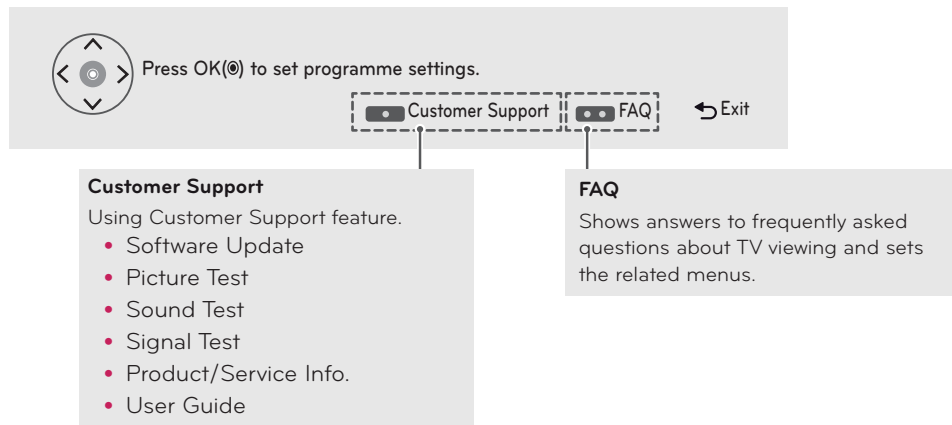 Press OK(◉) to set programme settings.
Customer Support FAQ Exit
Customer Support
Using Customer Support feature.
• Software Update
• Picture Test
• Sound Test
• Signal Test
• Product/Service Info.
• User Guide
FAQ
Shows answers to frequently asked
questions about TV viewing and sets
the related menus.